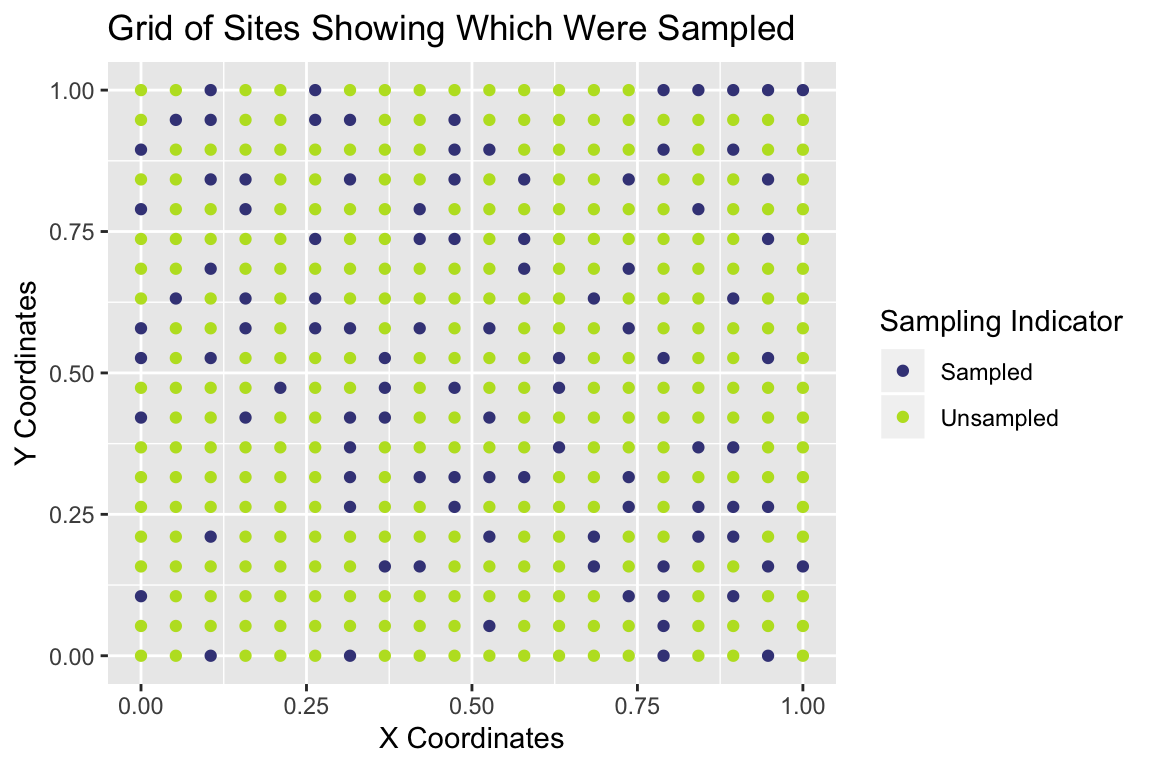 Grid of Sites Showing Which Were Sampled
1.00
0.75
0.50
0.25
0.00
Y Coordinates
0.00 0.25 0.50 0.75 1.00
X Coordinates
Sampling Indicator
Sampled
Unsampled